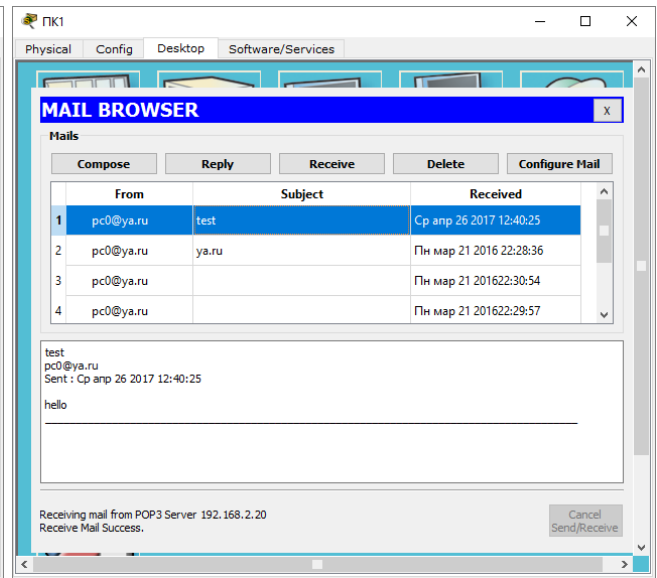 ПК1
Physical Config Desktop Software/Services
MAIL BROWSER X
Mails
Compose Reply Receive Delete Configure Mail
From Subject Received
1 pc0@ya.ru test Ср апр 26 2017 12:40:25
2 pc0@ya.ru ya.ru Пн мар 21 2016 22:28:36
3 pc0@ya.ru Пн мар 21 201622:30:54
4 pc0@ya.ru Пн мар 21 201622:29:57
test
pc0@ya.ru
Sent : Ср апр 26 2017 12:40:25
hello
Receiving mail from POP3 Server 192.168.2.20
Receive Mail Success.
Cancel
Send/Receive